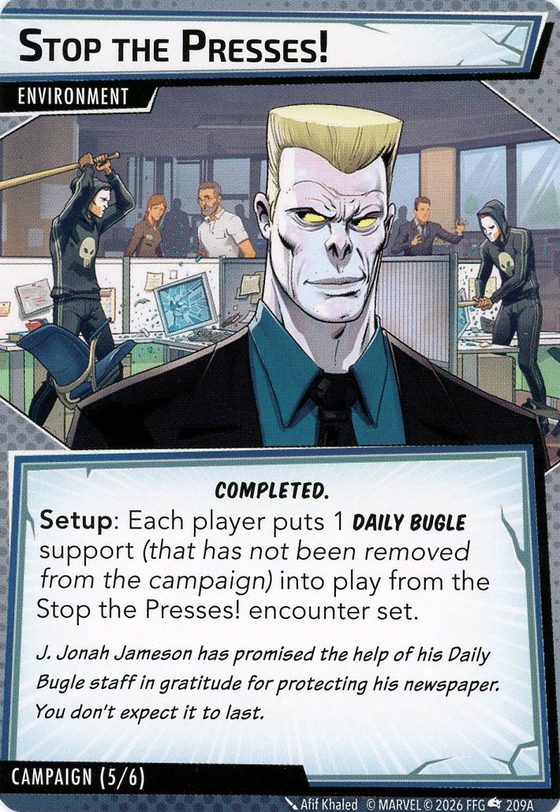 STOP THE PRESSES!
ENVIRONMENT
COMPLETED.
Setup: Each player puts 1 DAILY BUGLE
support (that has not been removed
from the campaign) into play from the
Stop the Presses! encounter set.
J. Jonah Jameson has promised the help of his Daily
Bugle staff in gratitude for protecting his newspaper.
You don't expect it to last.
CAMPAIGN (5/6)
Afif Khaled © MARVEL © 2026 FFG 209A